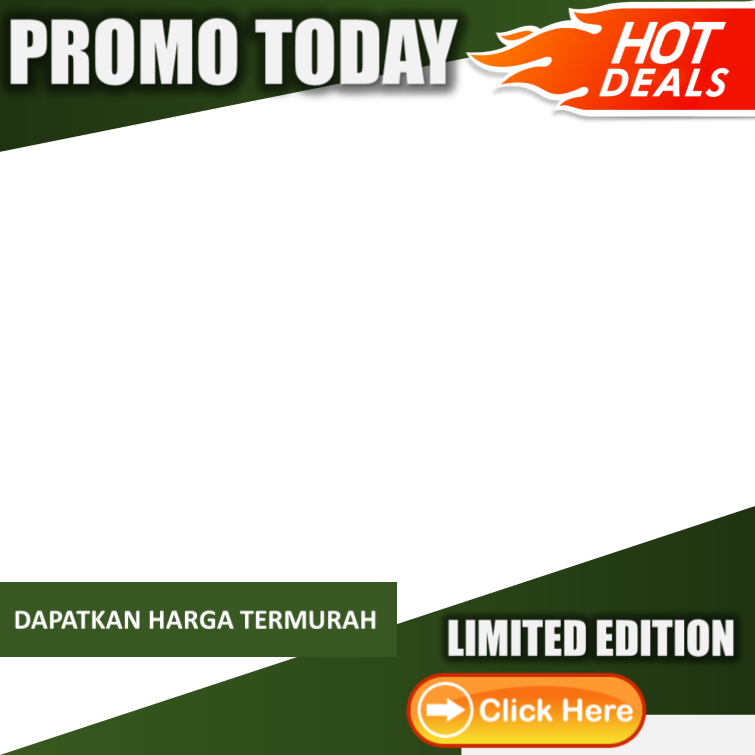 PROMO TODAY
HOT
DEALS
DAPATKAN HARGA TERMURAH
LIMITED EDITION
Click Here